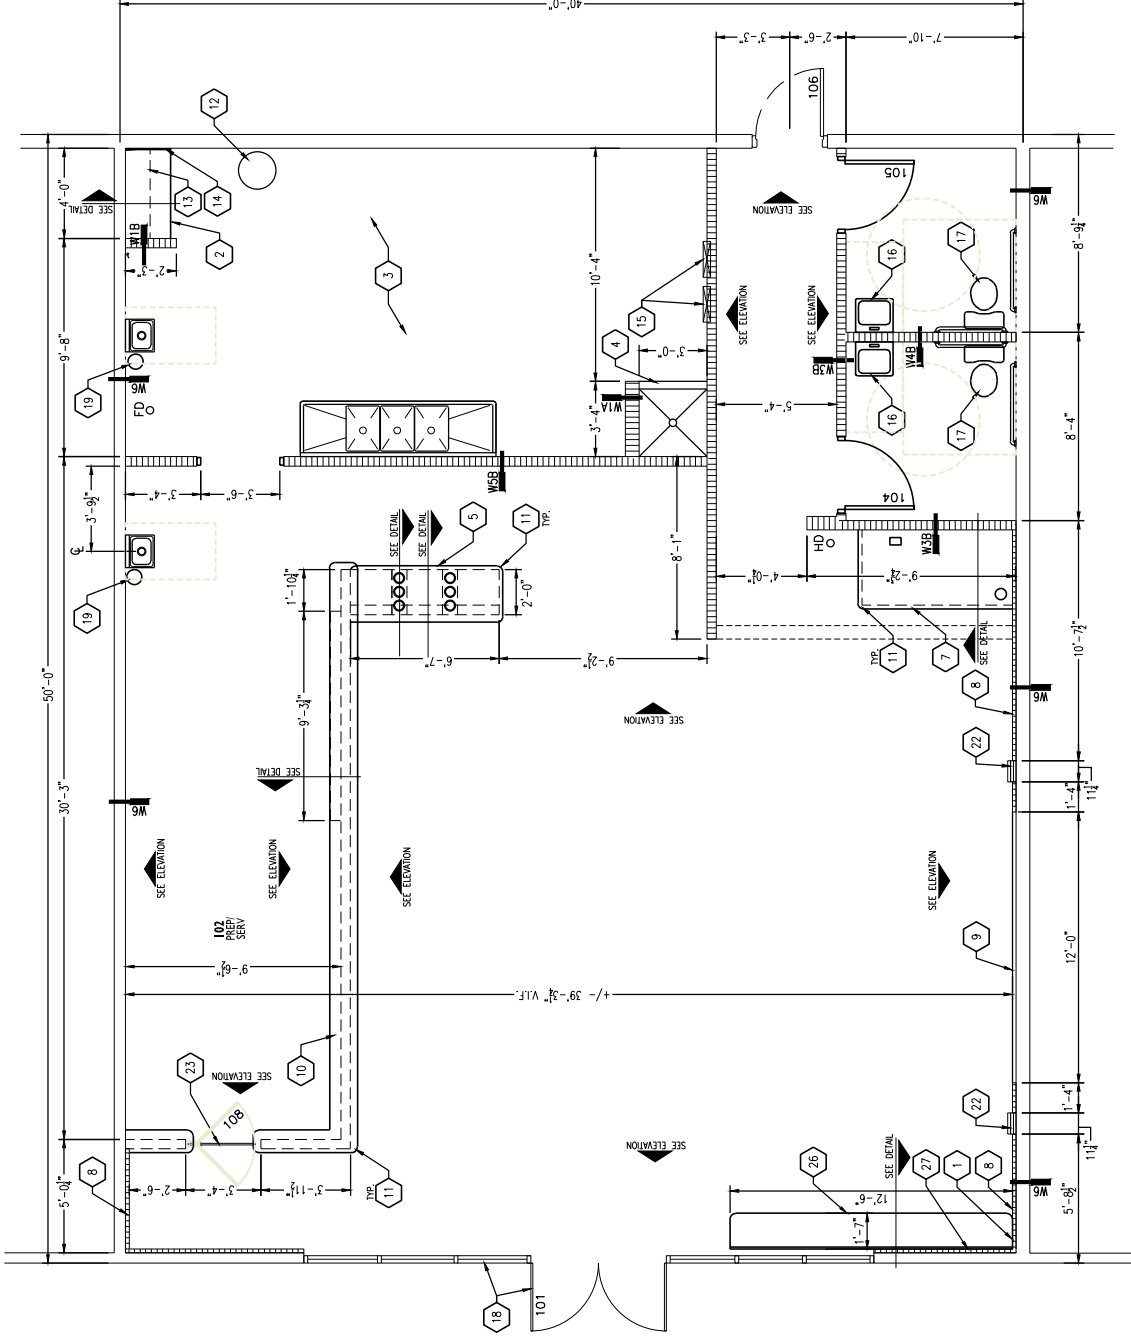 40'-0"
3'-3"
2'-6"
7'-10"
106
12
105
4'-0"
SEE DETAIL
13
14
W1B
2
2'-3"
3
10'-4"
SEE ELEVATION
W6
16
17
8'-9¼"
9'-8"
15
4
SEE ELEVATION
SEE ELEVATION
3'-0"
19
W6
FD
W1A
3'-4"
5'-4"
W3B
W4B
16
17
8'-4"
3'-4"
3'-6"
3'-9½"
W5B
104
50'-0"
SEE DETAIL
SEE DETAIL
5
11
TYP.
HD
W3B
19
1'-10¼"
2'-0"
8'-1"
4'-0¼"
9'-2¼"
6'-7"
9'-2½"
TYP.
11
7
SEE DETAIL
10'-7½"
9'-3¼"
8
W6
SEE ELEVATION
22
SEE DETAIL
30'-3"
W6
1'-4"
11¼"
SEE ELEVATION
SEE ELEVATION
SEE ELEVATION
SEE ELEVATION
102
PREP/
SERV
9
12'-0"
9'-6½"
+/- 39'-3¼" V.I.F.
23
10
SEE ELEVATION
108
22
1'-4"
11¼"
SEE ELEVATION
8
5'-0¼"
2'-6"
3'-4"
3'-11½"
TYP.
11
26
SEE DETAIL
27
1
8
W6
12'-6"
1'-7"
5'-8½"
18
101